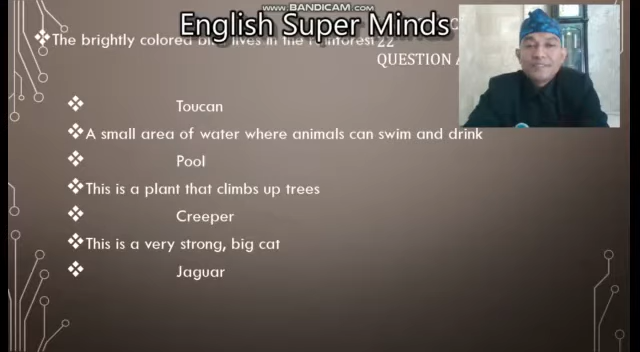 www.BANDICAM.com
English Super Minds
The brightly colored bird lives in the rainforest 22
QUESTION A
Toucan
A small area of water where animals can swim and drink
Pool
This is a plant that climbs up trees
Creeper
This is a very strong, big cat
Jaguar